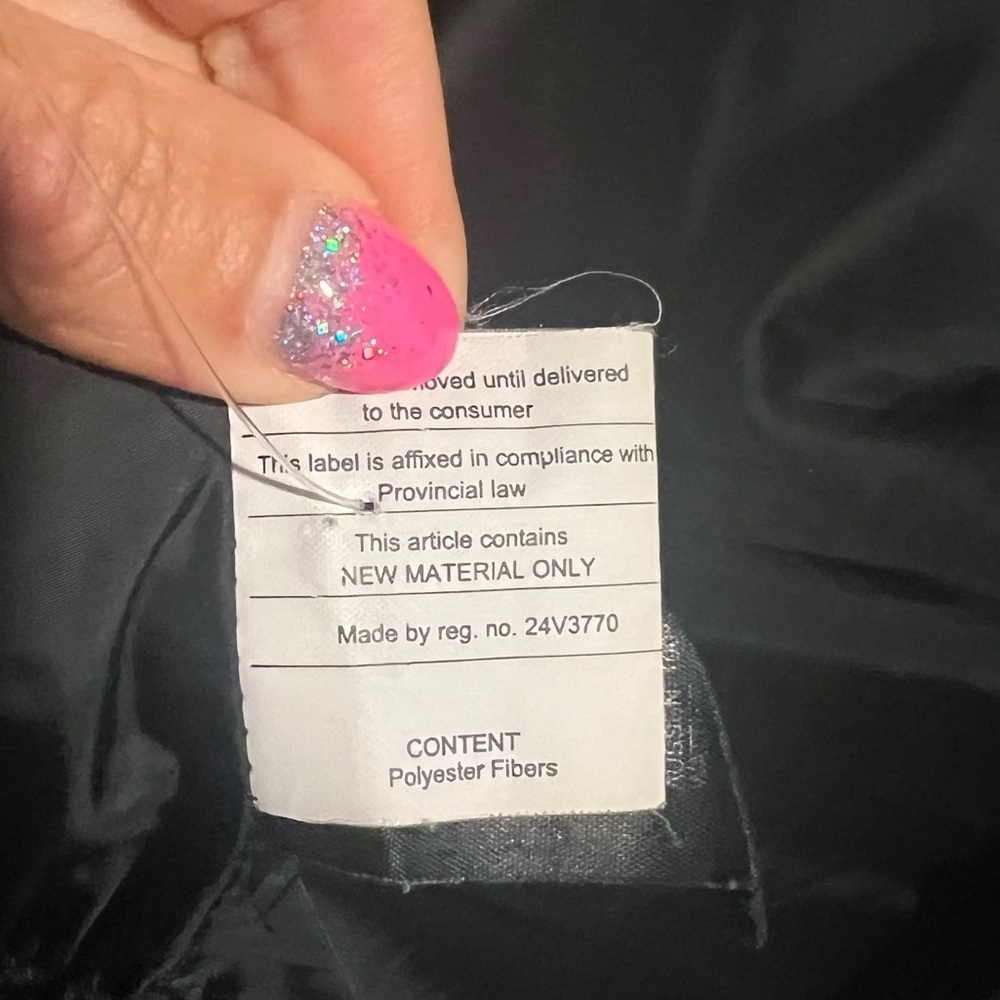 until delivered
to the consumer
This label is affixed in compliance with
Provincial law
This article contains
NEW MATERIAL ONLY
Made by reg. no. 24V3770
CONTENT
Polyester Fibers